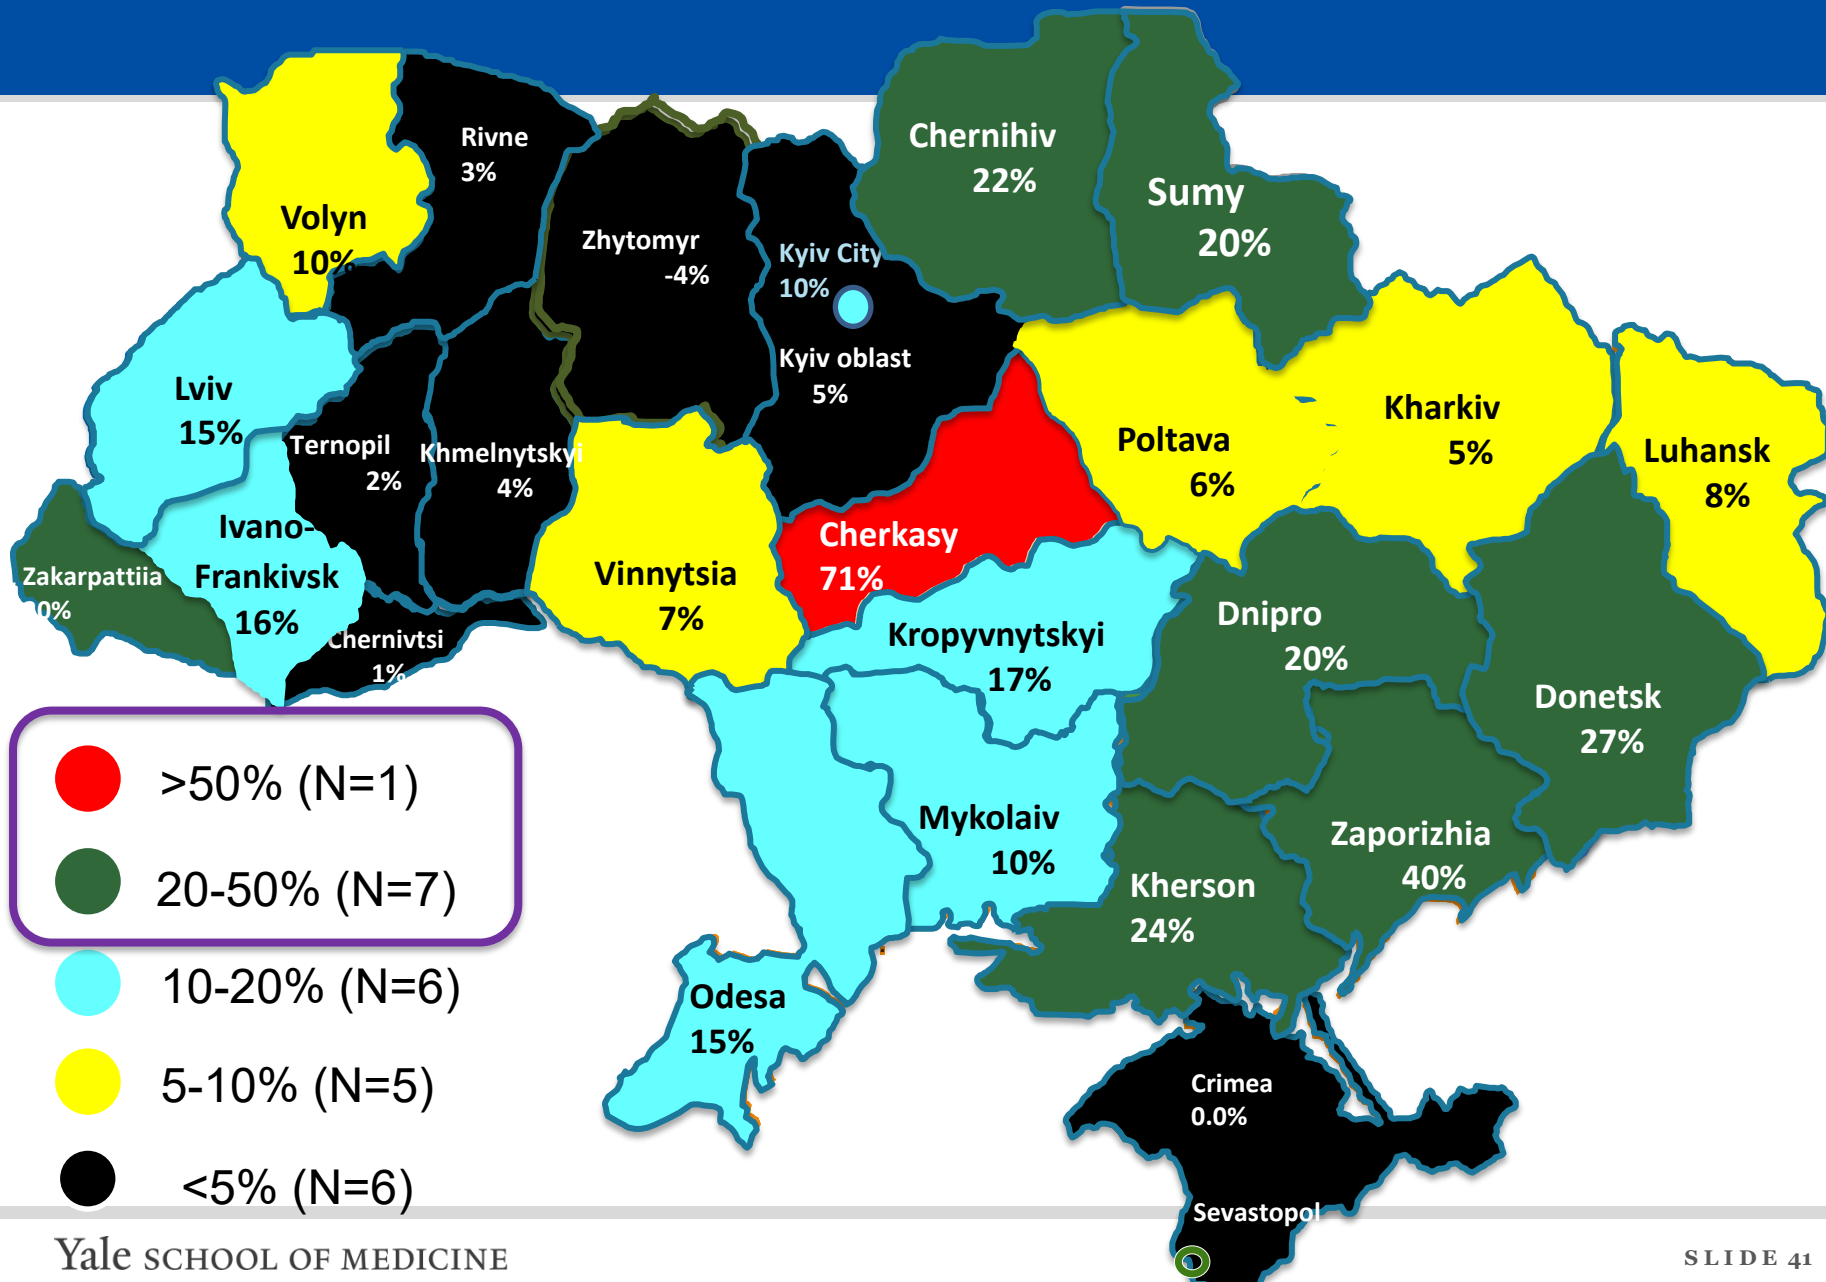 Rivne
3%
Volyn
10%
Zhytomyr
-4%
Kyiv City
10%
Kyiv oblast
5%
Chernihiv
22%
Sumy
20%
Lviv
15%
Ternopil
2%
Khmelnytskyi
4%
Ivano-
Frankivsk
16%
Zakarpattiia
0%
Chernivtsi
1%
Vinnytsia
7%
Cherkasy
71%
Poltava
6%
Kharkiv
5%
Luhansk
8%
Kropyvnytskyi
17%
Dnipro
20%
Donetsk
27%
Mykolaiv
10%
Zaporizhia
40%
Kherson
24%
Odesa
15%
Crimea
0.0%
Sevastopol
>50% (N=1)
20-50% (N=7)
10-20% (N=6)
5-10% (N=5)
<5% (N=6)
Yale SCHOOL OF MEDICINE
SLIDE 41